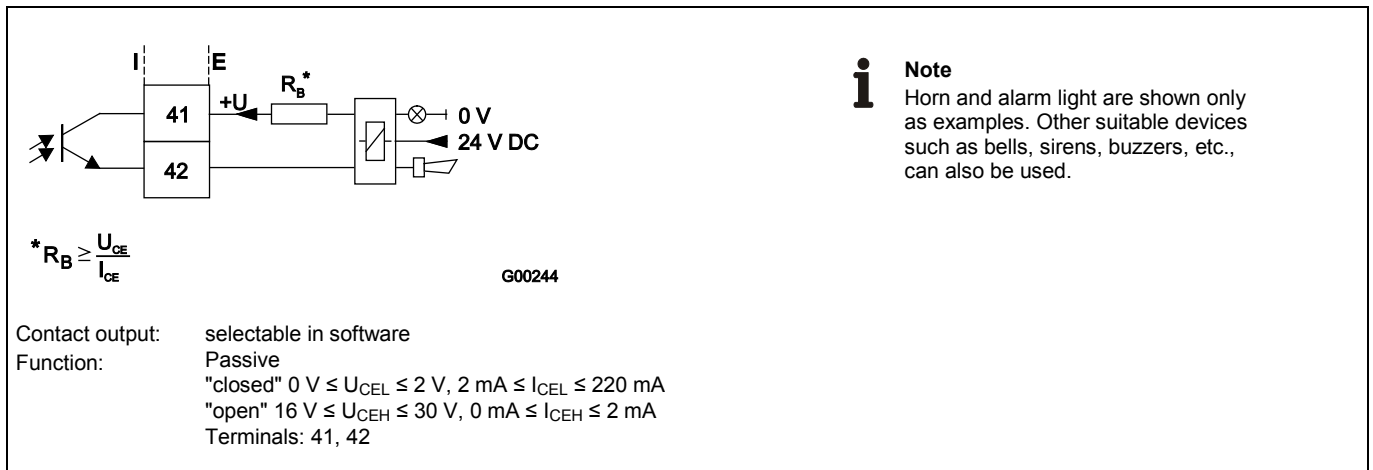 I E
41 +U R_B* 0 V
24 V DC
42
*R_B ≥ U_CE / I_CE
G00244
i Note
Horn and alarm light are shown only
as examples. Other suitable devices
such as bells, sirens, buzzers, etc.,
can also be used.
Contact output: selectable in software
Function: Passive
"closed" 0 V ≤ U_CEL ≤ 2 V, 2 mA ≤ I_CEL ≤ 220 mA
"open" 16 V ≤ U_CEH ≤ 30 V, 0 mA ≤ I_CEH ≤ 2 mA
Terminals: 41, 42